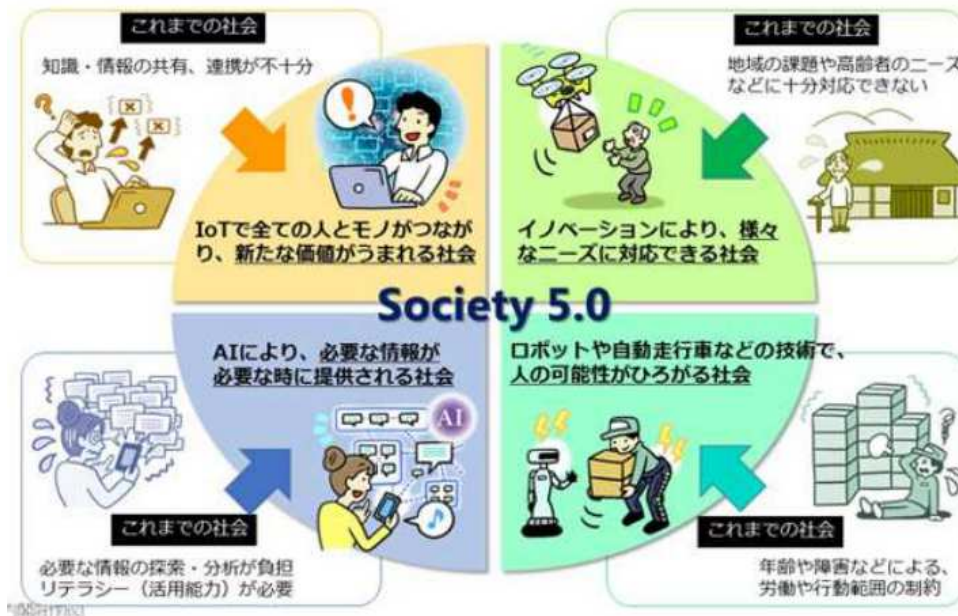 これまでの社会
知識・情報の共有、連携が不十分
IoTで全ての人とモノがつなが
り、新たな価値がうまれる社会
これまでの社会
地域の課題や高齢者のニーズ
などに十分対応できない
イノベーションにより、様々
なニーズに対応できる社会
Society 5.0
AIにより、必要な情報が
必要な時に提供される社会
AI
これまでの社会
必要な情報の探索・分析が負担
リテラシー（活用能力）が必要
ロボットや自動走行車などの技術で、
人の可能性がひろがる社会
これまでの社会
年齢や障害などによる、
労働や行動範囲の制約